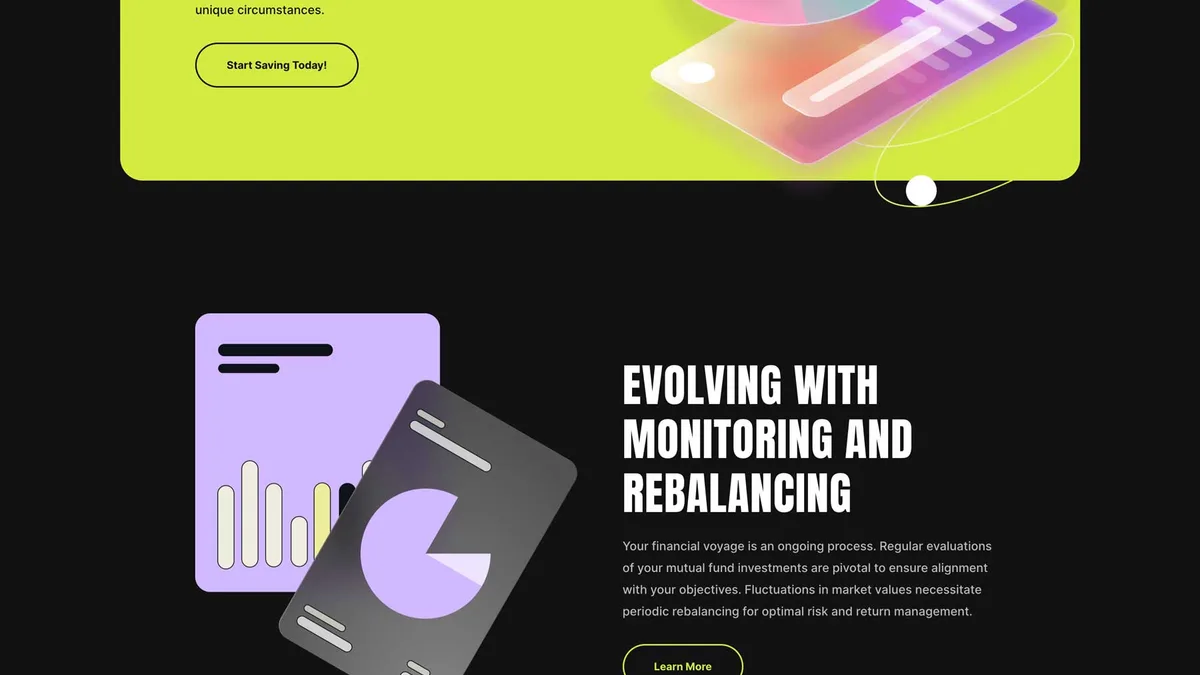 unique circumstances.
Start Saving Today!
EVOLVING WITH
MONITORING AND
REBALANCING
Your financial voyage is an ongoing process. Regular evaluations
of your mutual fund investments are pivotal to ensure alignment
with your objectives. Fluctuations in market values necessitate
periodic rebalancing for optimal risk and return management.
Learn More